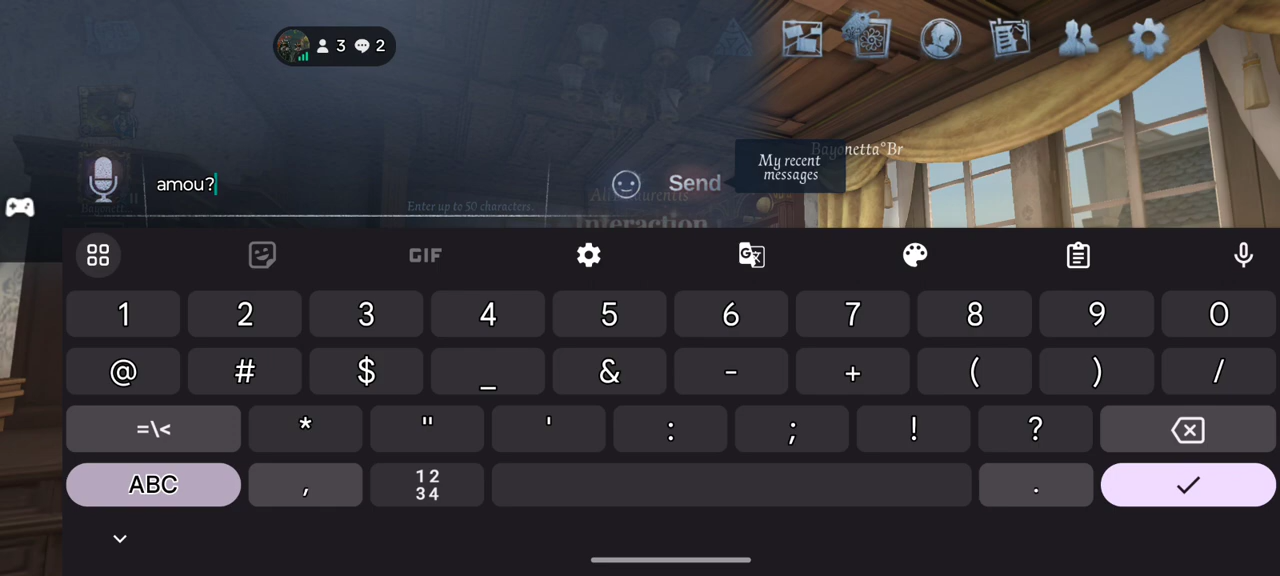 3 2
Bayonetta°Br
My recent
messages
amou?
Send
Enter up to 50 characters.
Interaction
GIF
1 2 3 4 5 6 7 8 9 0
@ # $ _ & - + ( ) /
=\< * " ' : ; ! ?
ABC , 12 .
34